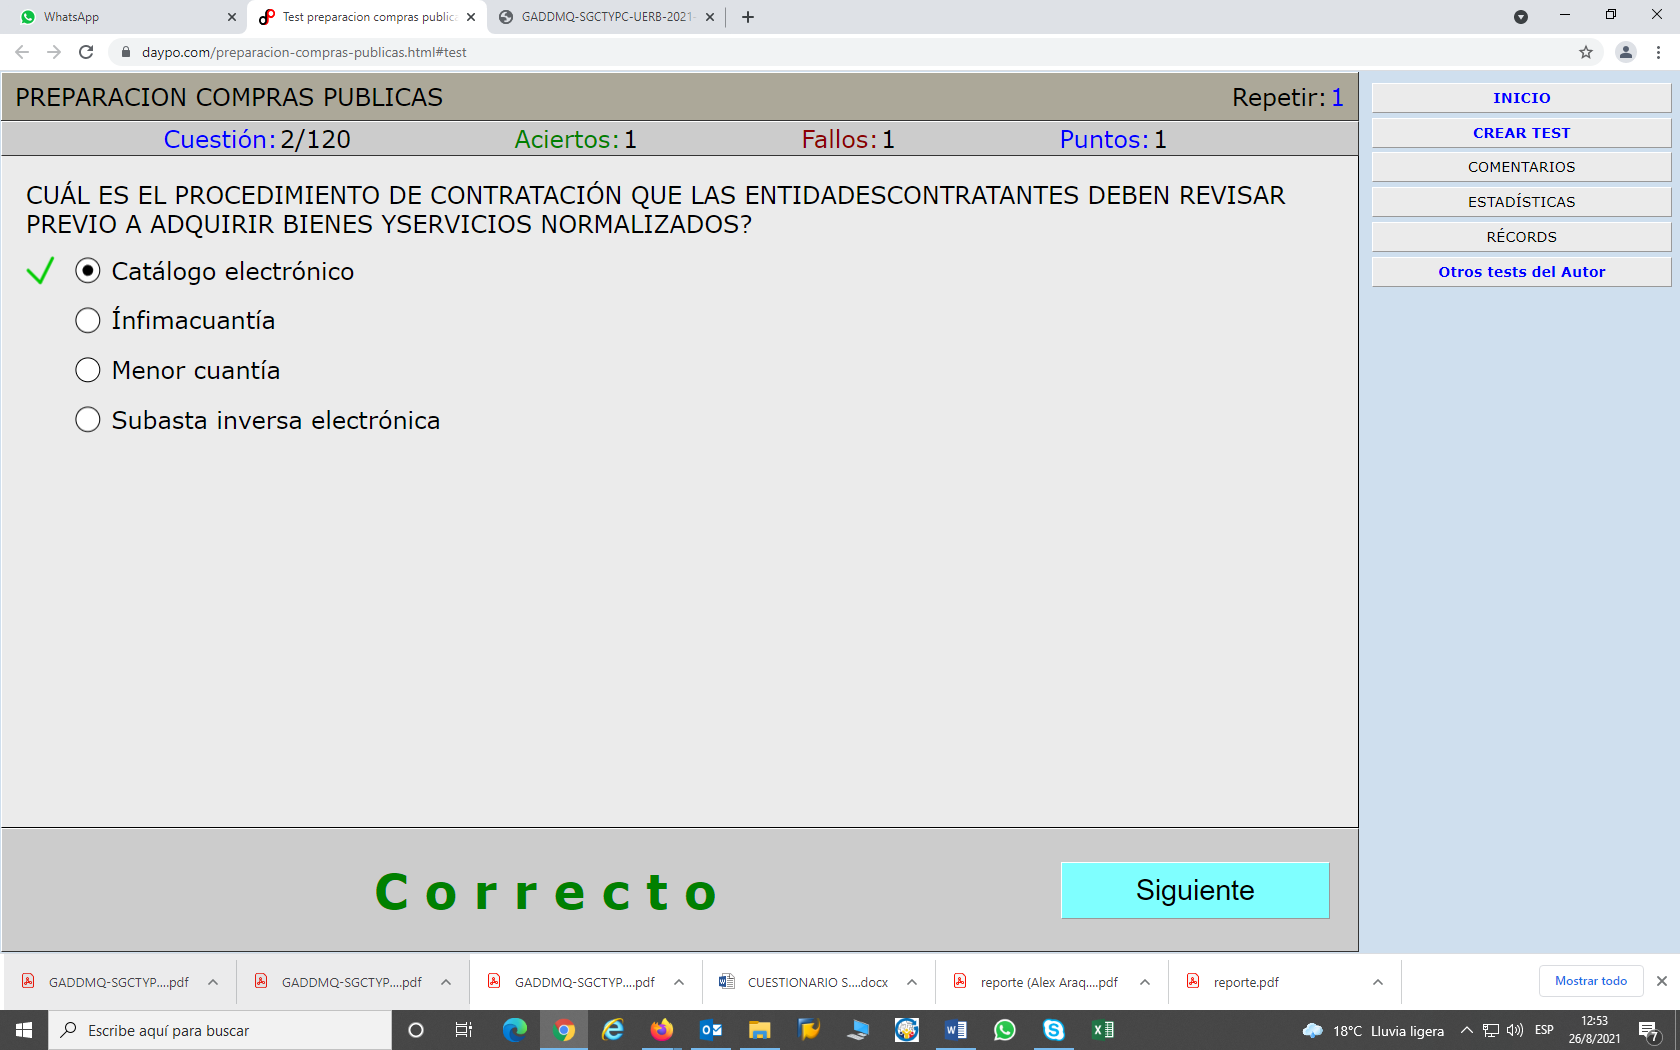 WhatsApp
Test preparacion compras publica
GADDMQ-SGCTYPC-UERB-2021-
daypo.com/preparacion-compras-publicas.html#test
PREPARACION COMPRAS PUBLICAS
Repetir: 1
Cuestión: 2/120
Aciertos: 1
Fallos: 1
Puntos: 1
CUÁL ES EL PROCEDIMIENTO DE CONTRATACIÓN QUE LAS ENTIDADESCONTRATANTES DEBEN REVISAR
PREVIO A ADQUIRIR BIENES YSERVICIOS NORMALIZADOS?
Catálogo electrónico
Ínfimacuantía
Menor cuantía
Subasta inversa electrónica
Correcto
Siguiente
INICIO
CREAR TEST
COMENTARIOS
ESTADÍSTICAS
RÉCORDS
Otros tests del Autor
GADDMQ-SGCTYP....pdf
GADDMQ-SGCTYP....pdf
GADDMQ-SGCTYP....pdf
CUESTIONARIO S....docx
reporte (Alex Araq....pdf
reporte.pdf
Mostrar todo
Escribe aquí para buscar
18°C Lluvia ligera
ESP
12:53
26/8/2021
7